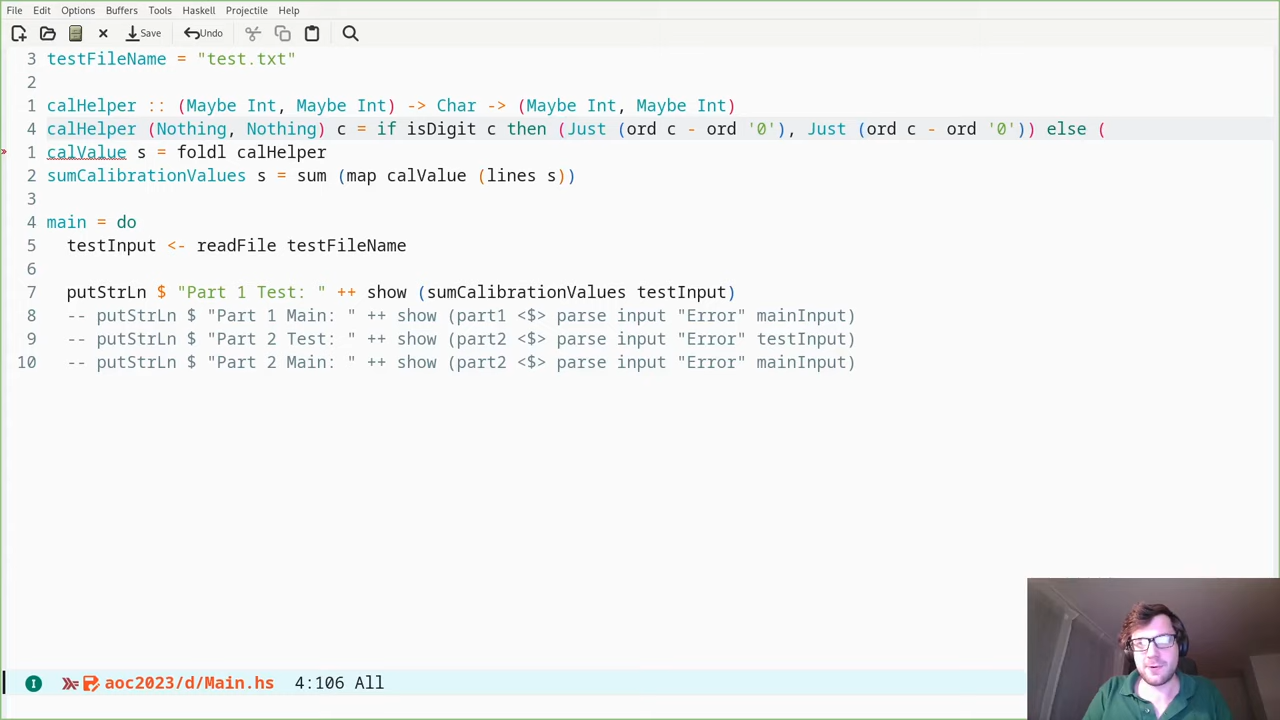 File Edit Options Buffers Tools Haskell Projectile Help
Save Undo
3 testFileName = "test.txt"
2
1 calHelper :: (Maybe Int, Maybe Int) -> Char -> (Maybe Int, Maybe Int)
4 calHelper (Nothing, Nothing) c = if isDigit c then (Just (ord c - ord '0'), Just (ord c - ord '0')) else (
1 calValue s = foldl calHelper
2 sumCalibrationValues s = sum (map calValue (lines s))
3
4 main = do
5 testInput <- readFile testFileName
6
7 putStrLn $ "Part 1 Test: " ++ show (sumCalibrationValues testInput)
8 -- putStrLn $ "Part 1 Main: " ++ show (part1 <$> parse input "Error" mainInput)
9 -- putStrLn $ "Part 2 Test: " ++ show (part2 <$> parse input "Error" testInput)
10 -- putStrLn $ "Part 2 Main: " ++ show (part2 <$> parse input "Error" mainInput)
I aoc2023/d/Main.hs 4:106 All